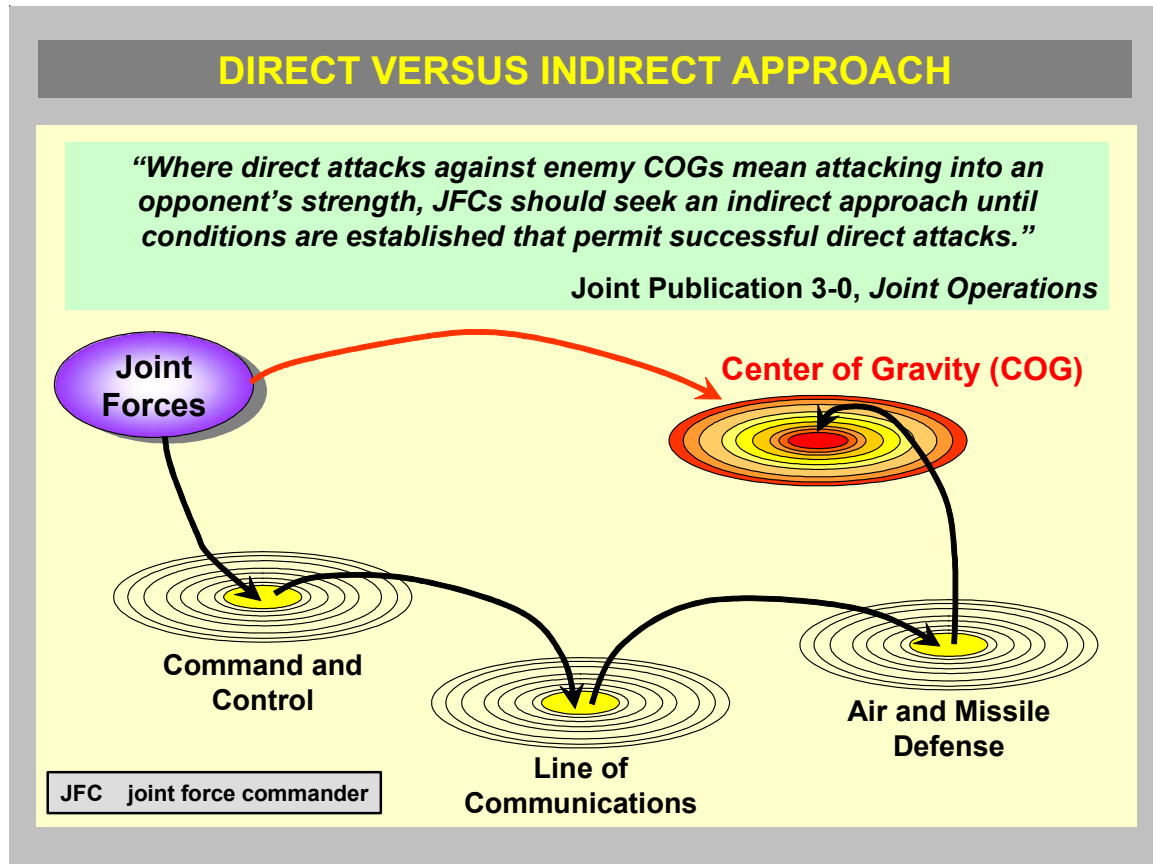 DIRECT VERSUS INDIRECT APPROACH
“Where direct attacks against enemy COGs mean attacking into an
opponent’s strength, JFCs should seek an indirect approach until
conditions are established that permit successful direct attacks.”
Joint Publication 3-0, Joint Operations
Joint
Forces
Center of Gravity (COG)
Command and
Control
Line of
Communications
Air and Missile
Defense
JFC joint force commander